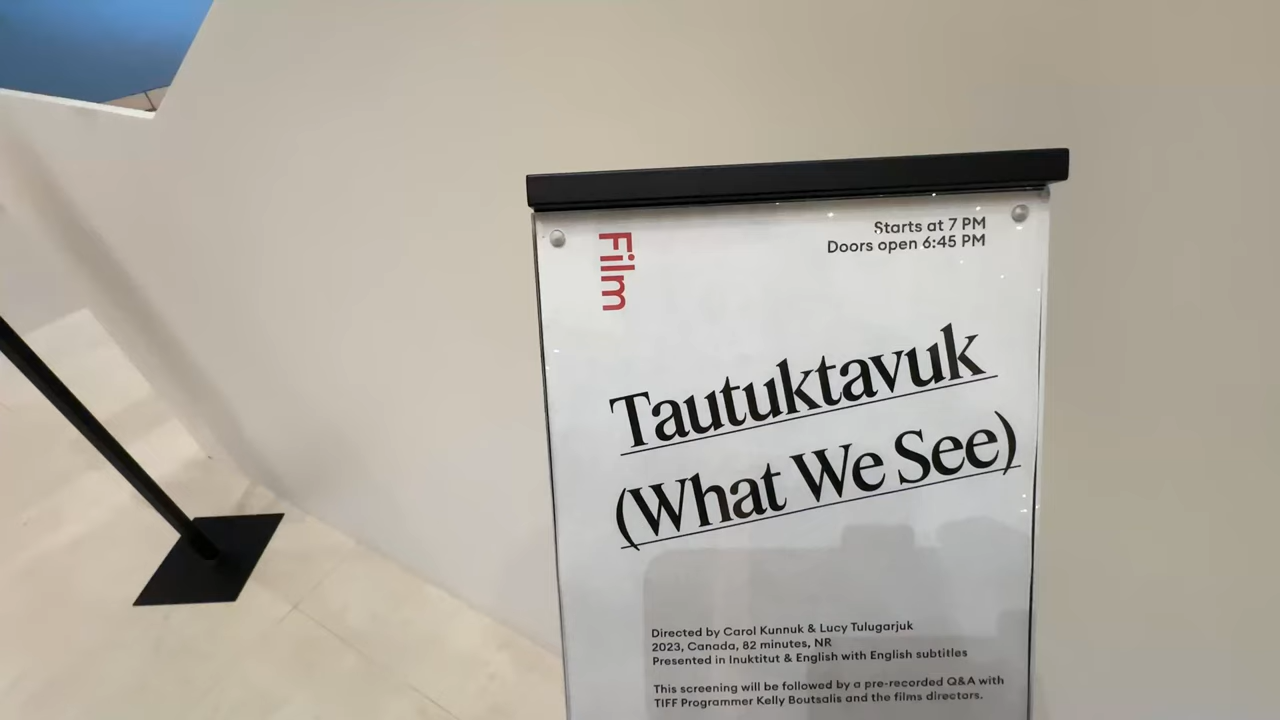 Film
Starts at 7 PM
Doors open 6:45 PM
Tautuktavuk
(What We See)
Directed by Carol Kunnuk & Lucy Tulugarjuk
2023, Canada, 82 minutes, NR
Presented in Inuktitut & English with English subtitles
This screening will be followed by a pre-recorded Q&A with
TIFF Programmer Kelly Boutsalis and the films directors.